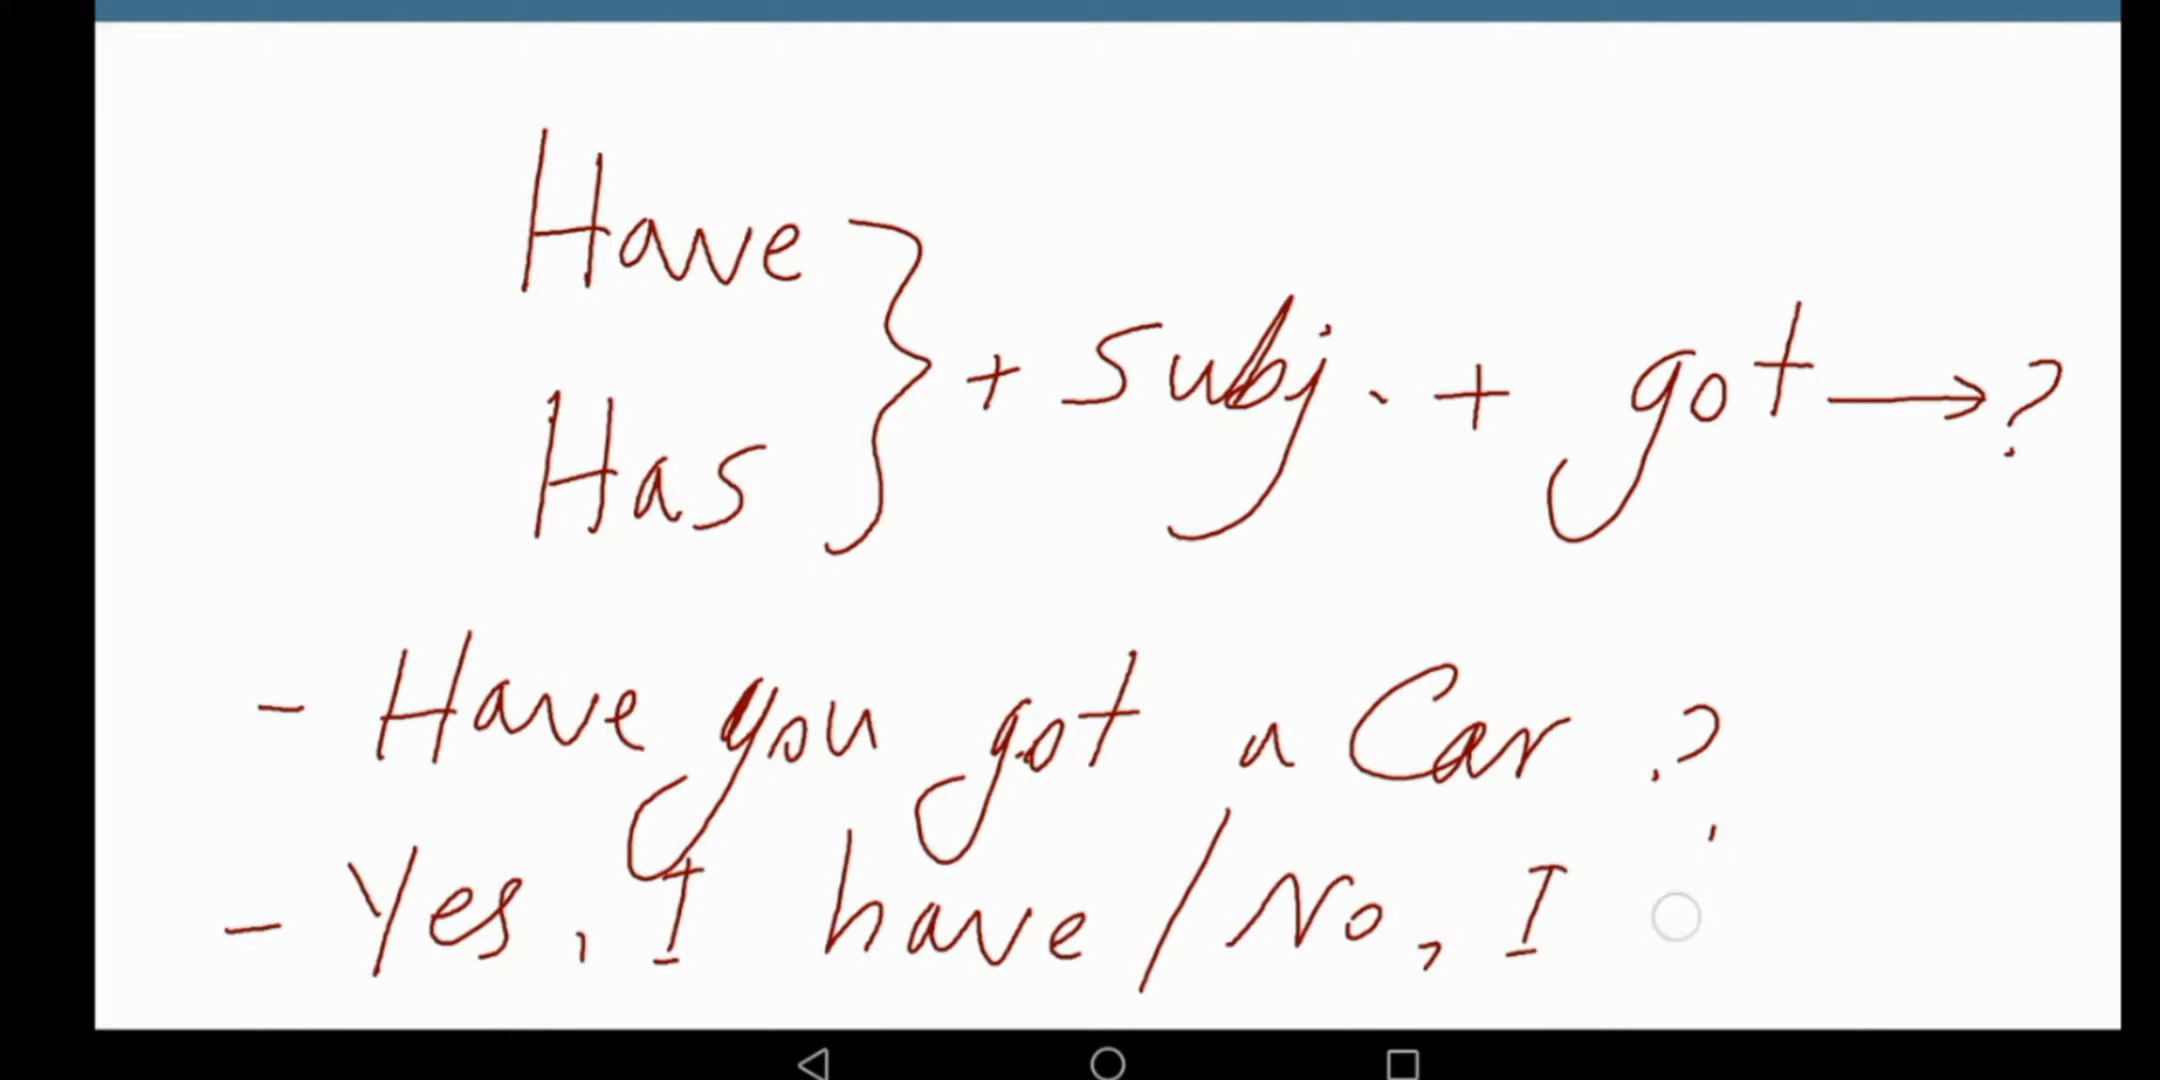 Have
Has
} + subj. + got → ?
- Have you got a Car ?
- Yes, I have / No, I